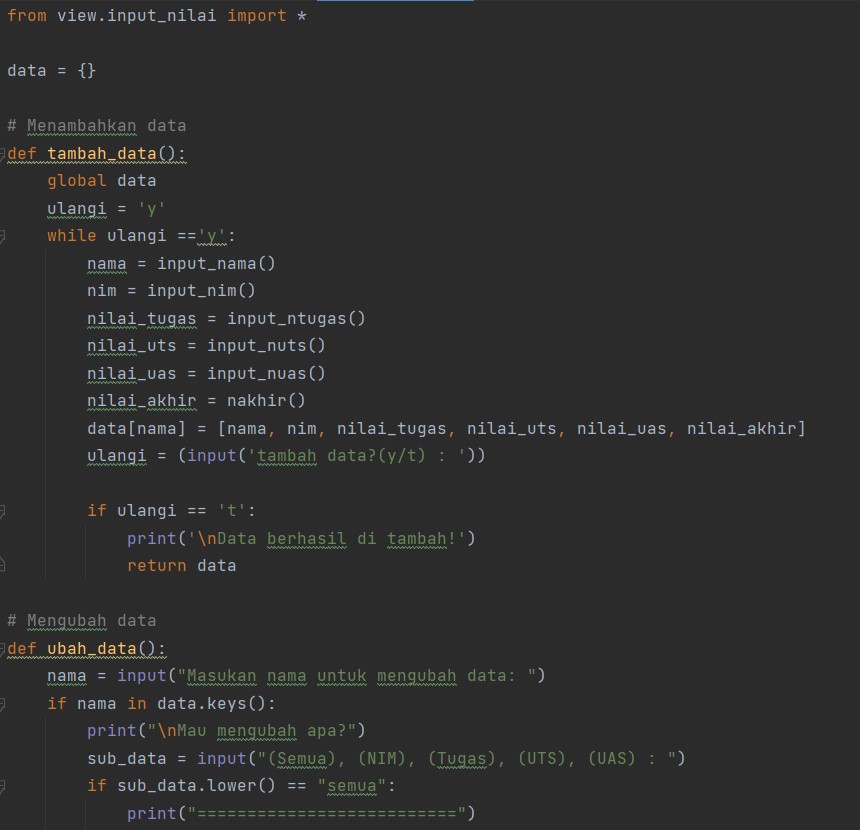 from view.input_nilai import *
data = {}
# Menambahkan data
def tambah_data():
    global data
    ulangi = 'y'
    while ulangi =='y':
        nama = input_nama()
        nim = input_nim()
        nilai_tugas = input_ntugas()
        nilai_uts = input_nuts()
        nilai_uas = input_nuas()
        nilai_akhir = nakhir()
        data[nama] = [nama, nim, nilai_tugas, nilai_uts, nilai_uas, nilai_akhir]
        ulangi = (input('tambah data?(y/t) : '))
        if ulangi == 't':
            print('\nData berhasil di tambah!')
            return data
# Mengubah data
def ubah_data():
    nama = input("Masukan nama untuk mengubah data: ")
    if nama in data.keys():
        print("\nMau mengubah apa?")
        sub_data = input("(Semua), (NIM), (Tugas), (UTS), (UAS) : ")
        if sub_data.lower() == "semua":
            print("==========================")